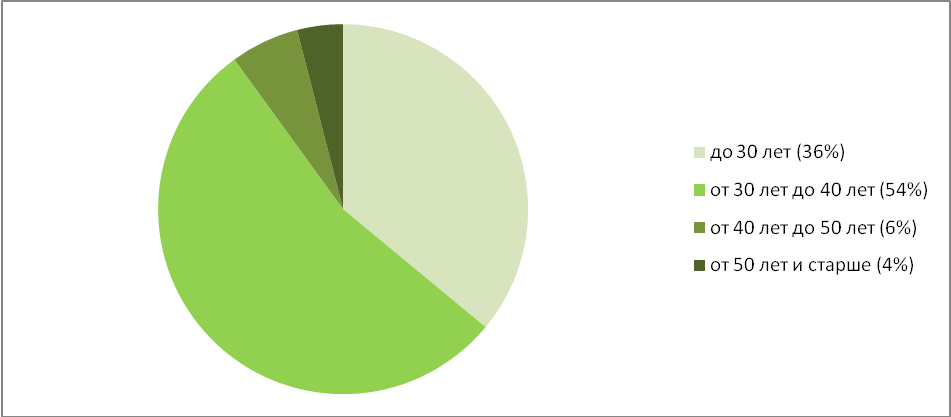 до 30 лет (36%)
от 30 лет до 40 лет (54%)
от 40 лет до 50 лет (6%)
от 50 лет и старше (4%)